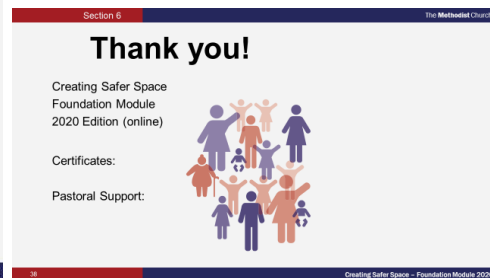 Section 6
The Methodist Church
Thank you!
Creating Safer Space
Foundation Module
2020 Edition (online)
Certificates:
Pastoral Support:
38
Creating Safer Space – Foundation Module 2020